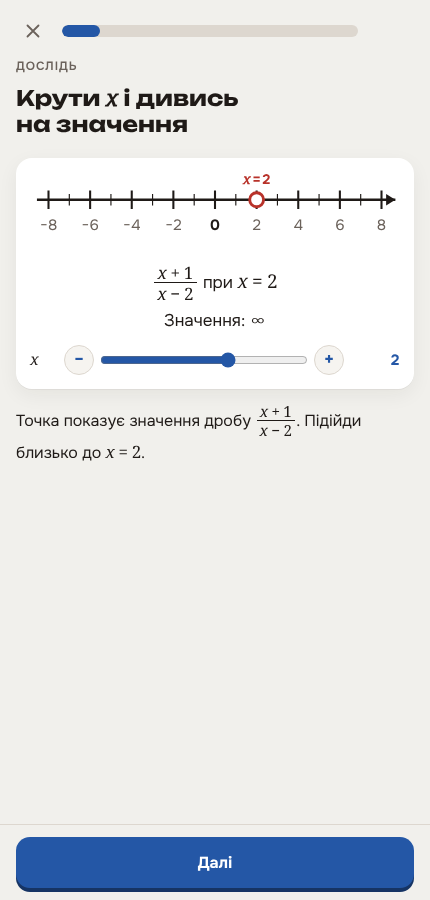 ДОСЛІДЬ
Крути x і дивись
на значення
x = 2
−8 −6 −4 −2 0 2 4 6 8
x + 1
x − 2
при x = 2
Значення: ∞
x − + 2
Точка показує значення дробу (x + 1)/(x − 2). Підійди
близько до x = 2.
Далі